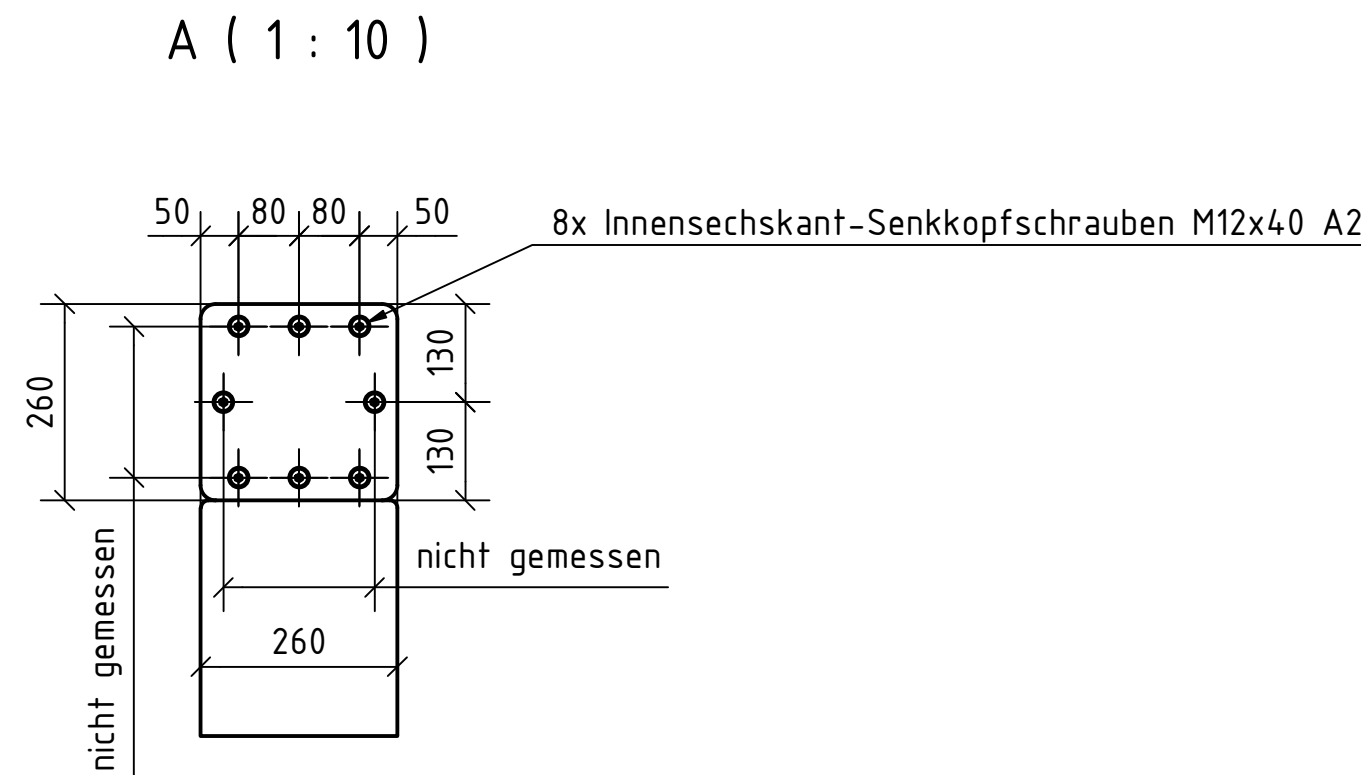 A ( 1 : 10 )
50 80 80 50
8x Innensechskant-Senkkopfschrauben M12x40 A2
130
260
130
nicht gemessen
nicht gemessen
260